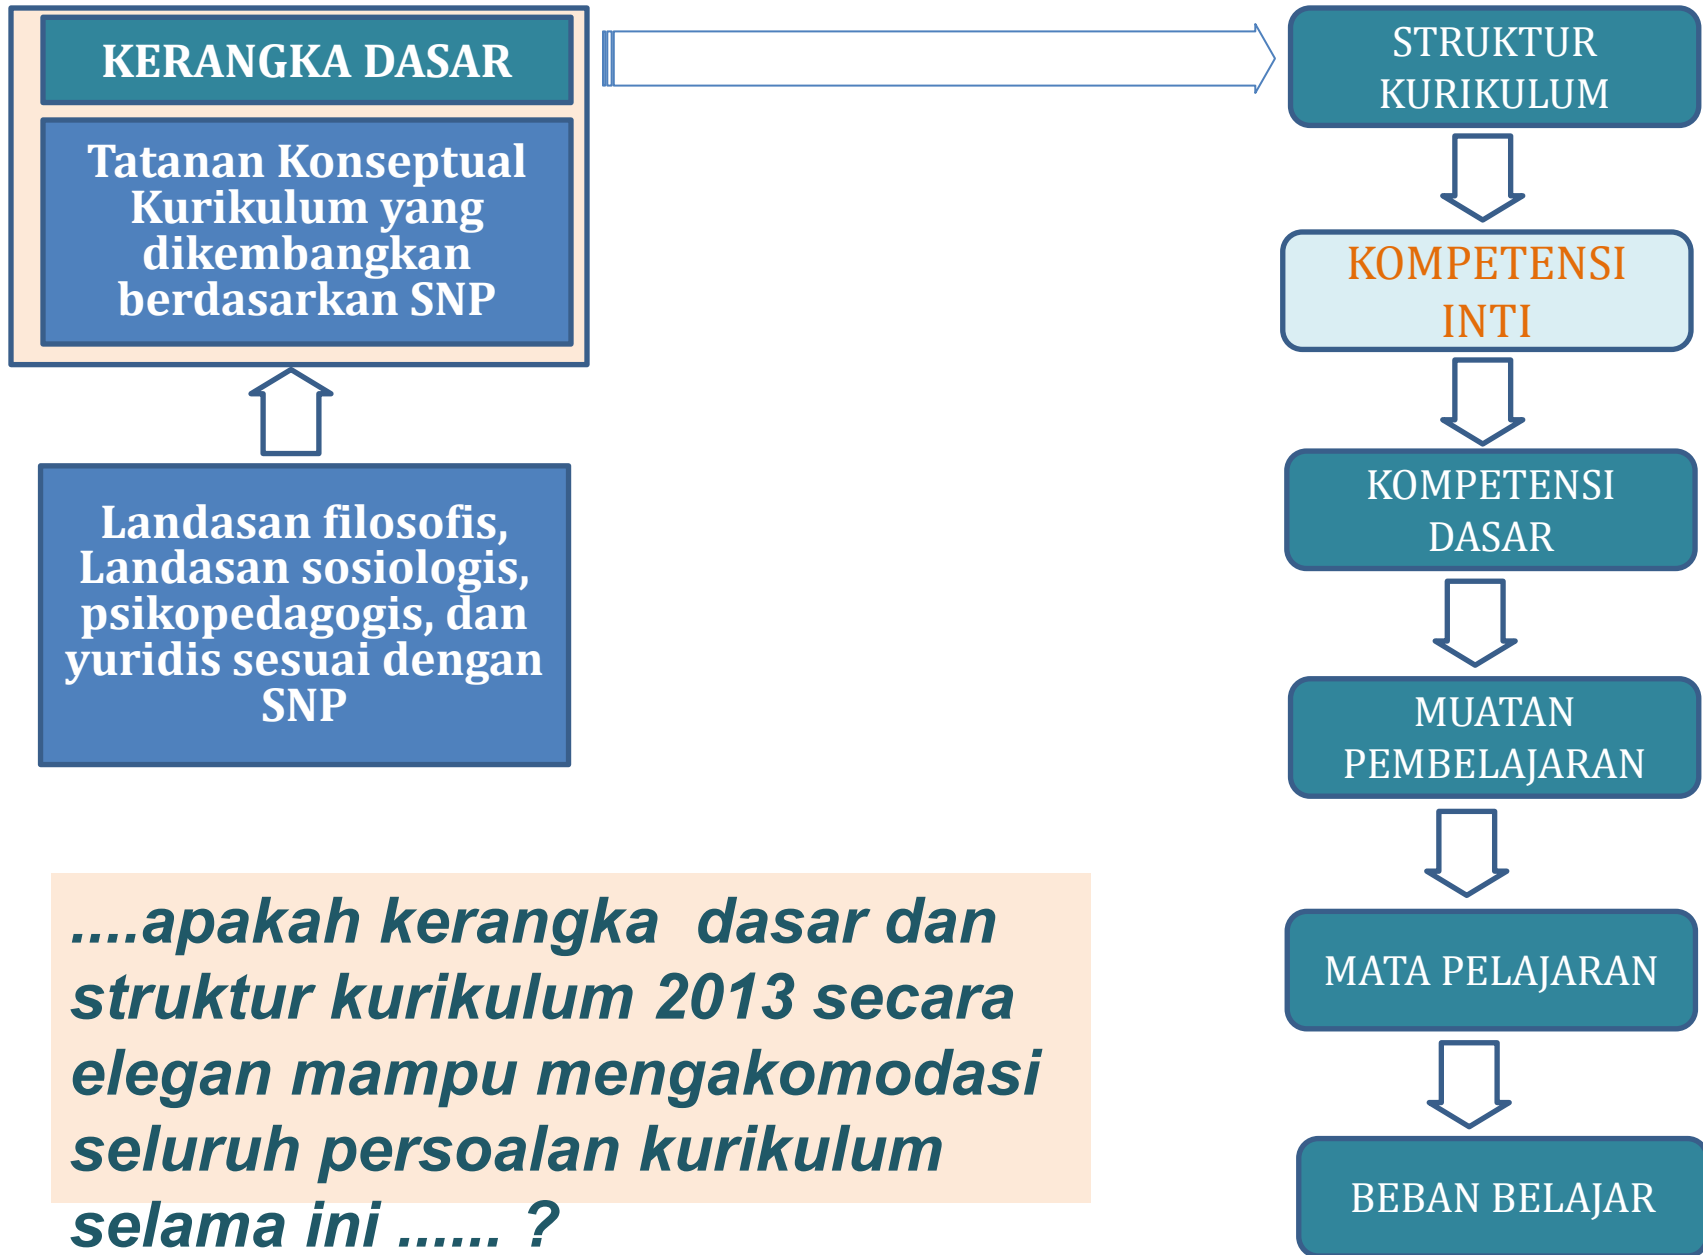 KERANGKA DASAR
Tatanan Konseptual
Kurikulum yang
dikembangkan
berdasarkan SNP
Landasan filosofis,
Landasan sosiologis,
psikopedagogis, dan
yuridis sesuai dengan
SNP
....apakah kerangka  dasar dan
struktur kurikulum 2013 secara
elegan mampu mengakomodasi
seluruh persoalan kurikulum
selama ini ...... ?
STRUKTUR
KURIKULUM
KOMPETENSI
INTI
KOMPETENSI
DASAR
MUATAN
PEMBELAJARAN
MATA PELAJARAN
BEBAN BELAJAR